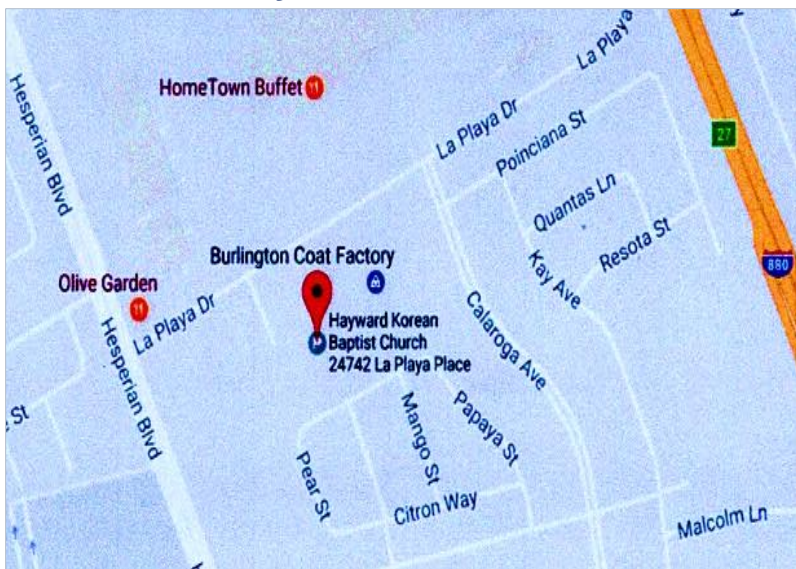 La Playa
HomeTown Buffet
Hesperian Blvd
La Playa Dr
Poinciana St
27
Quantas Ln
Burlington Coat Factory
Kay Ave
Resota St
880
Olive Garden
La Playa Dr
Hayward Korean
Baptist Church
24742 La Playa Place
Calaroga Ave
Hesperian Blvd
Mango St
Papaya St
Pear St
Citron Way
Malcolm Ln
St